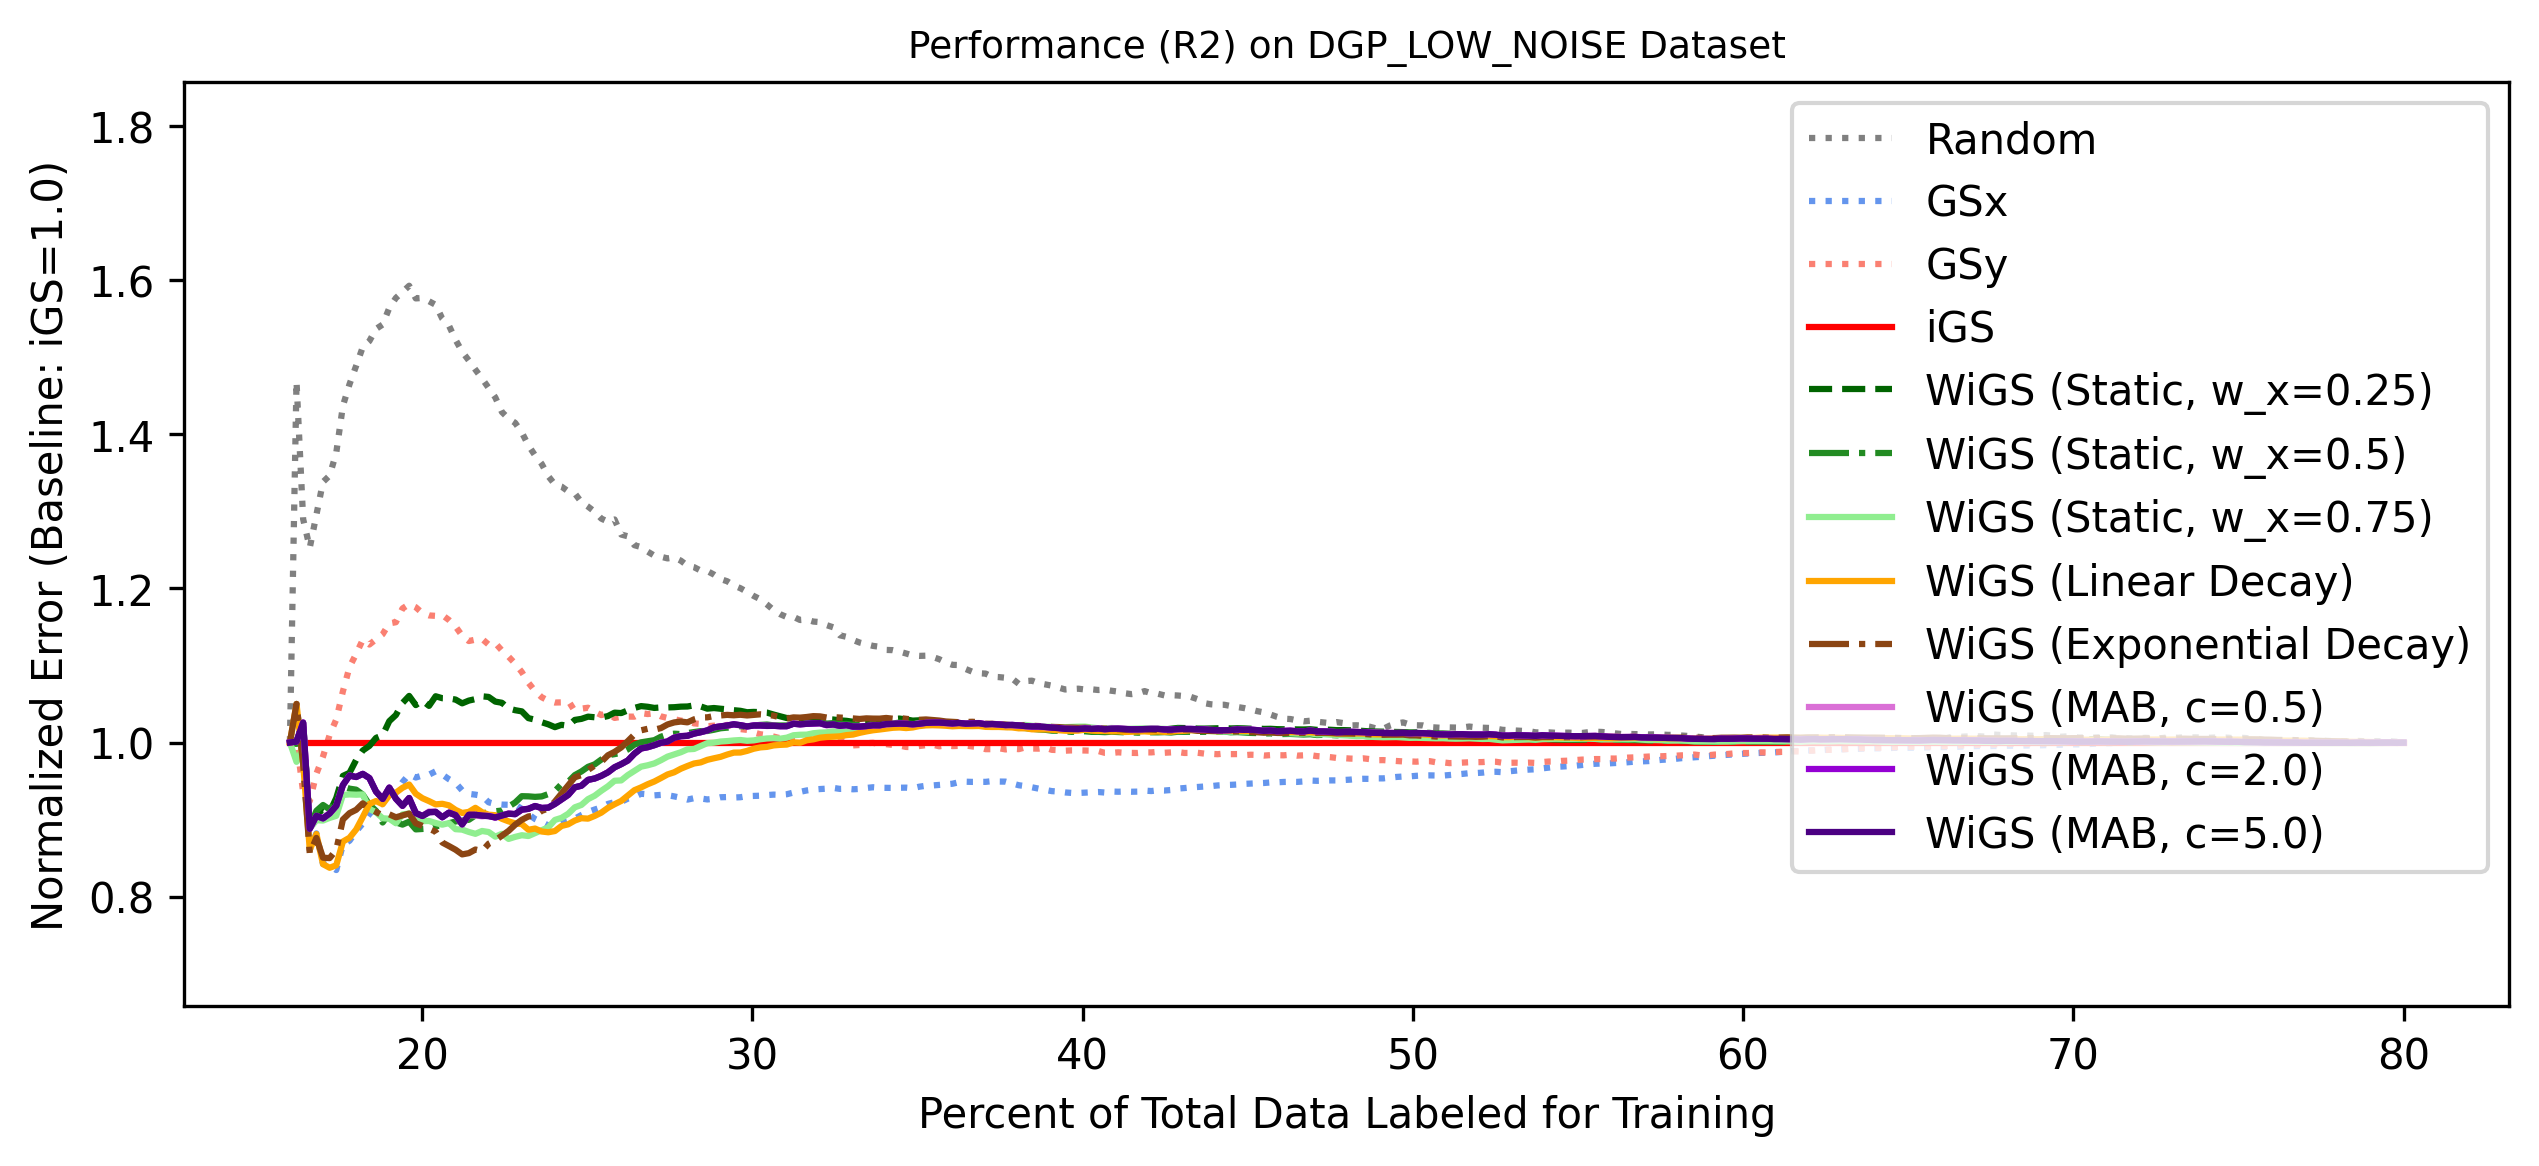 Performance (R2) on DGP_LOW_NOISE Dataset
Normalized Error (Baseline: iGS=1.0)
1.8
1.6
1.4
1.2
1.0
0.8
Random
GSx
GSy
iGS
WiGS (Static, w_x=0.25)
WiGS (Static, w_x=0.5)
WiGS (Static, w_x=0.75)
WiGS (Linear Decay)
WiGS (Exponential Decay)
WiGS (MAB, c=0.5)
WiGS (MAB, c=2.0)
WiGS (MAB, c=5.0)
20 30 40 50 60 70 80
Percent of Total Data Labeled for Training